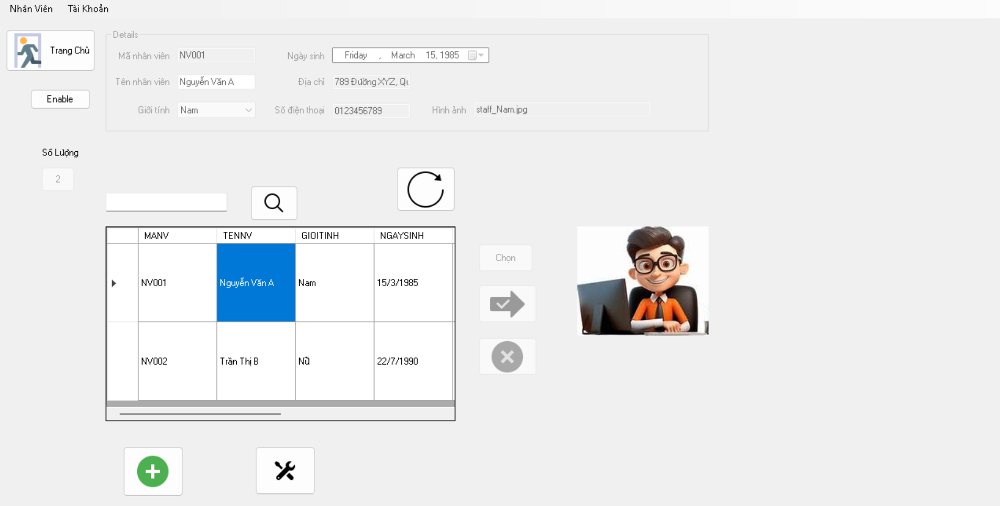 Nhân Viên Tài Khoản
Trang Chủ
Details
Mã nhân viên NV001 Ngày sinh Friday , March 15, 1985
Tên nhân viên Nguyễn Văn A Địa chỉ 789 Đường XYZ, Qu
Enable
Giới tính Nam Số điện thoại 0123456789 Hình ảnh staff_Nam.jpg
Số Lượng
2
MANV TENNV GIOITINH NGAYSINH
Chọn
NV001 Nguyễn Văn A Nam 15/3/1985
NV002 Trần Thị B Nữ 22/7/1990